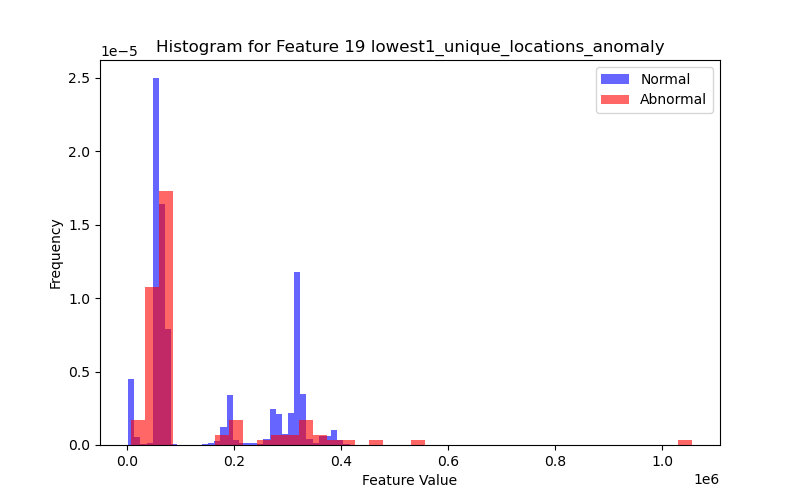 Histogram for Feature 19 lowest1_unique_locations_anomaly
1e−5
Normal
Abnormal
2.5
2.0
1.5
1.0
0.5
0.0
Frequency
0.0 0.2 0.4 0.6 0.8 1.0
1e6
Feature Value